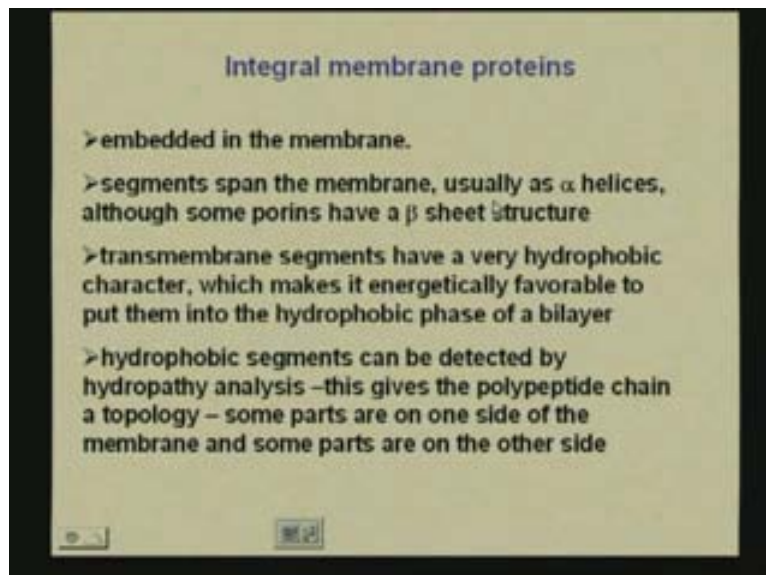 Integral membrane proteins
➢embedded in the membrane.
➢segments span the membrane, usually as α helices,
although some porins have a β sheet structure
➢transmembrane segments have a very hydrophobic
character, which makes it energetically favorable to
put them into the hydrophobic phase of a bilayer
➢hydrophobic segments can be detected by
hydropathy analysis –this gives the polypeptide chain
a topology – some parts are on one side of the
membrane and some parts are on the other side